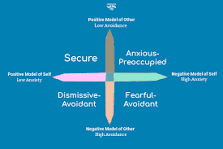 Positive Model of Other
Low Avoidance
Secure
Anxious-
Preoccupied
Positive Model of Self
Low Anxiety
Negative Model of Self
High Anxiety
Dismissive-
Avoidant
Fearful-
Avoidant
Negative Model of Other
High Avoidance